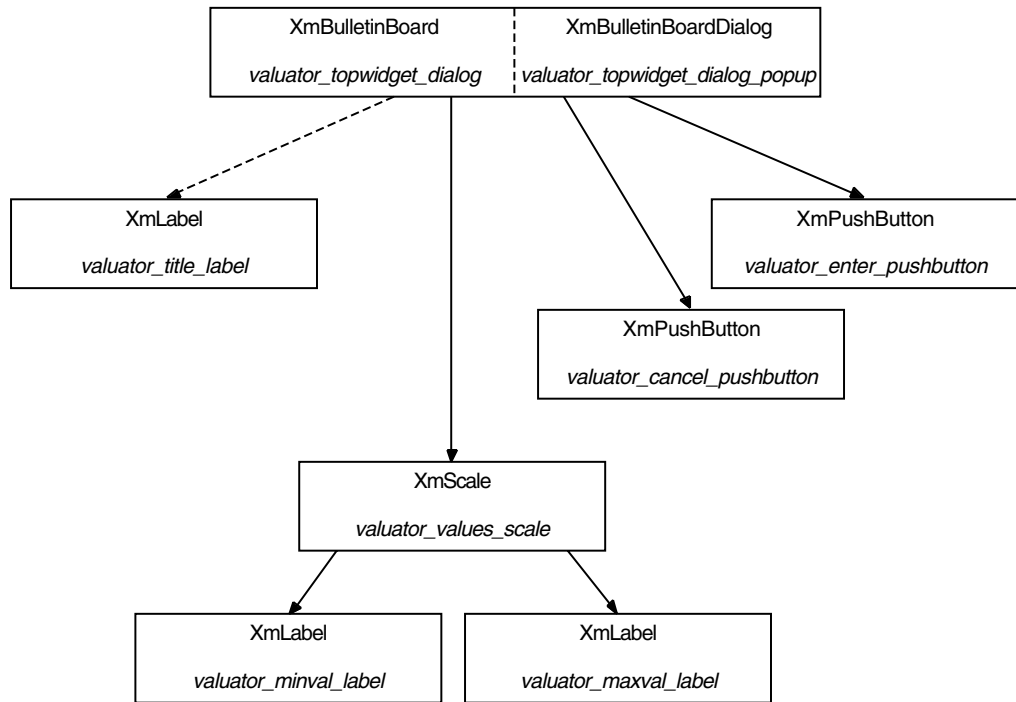 XmBulletinBoard
XmBulletinBoardDialog
valuator_topwidget_dialog
valuator_topwidget_dialog_popup
XmLabel
valuator_title_label
XmPushButton
valuator_enter_pushbutton
XmPushButton
valuator_cancel_pushbutton
XmScale
valuator_values_scale
XmLabel
valuator_minval_label
XmLabel
valuator_maxval_label